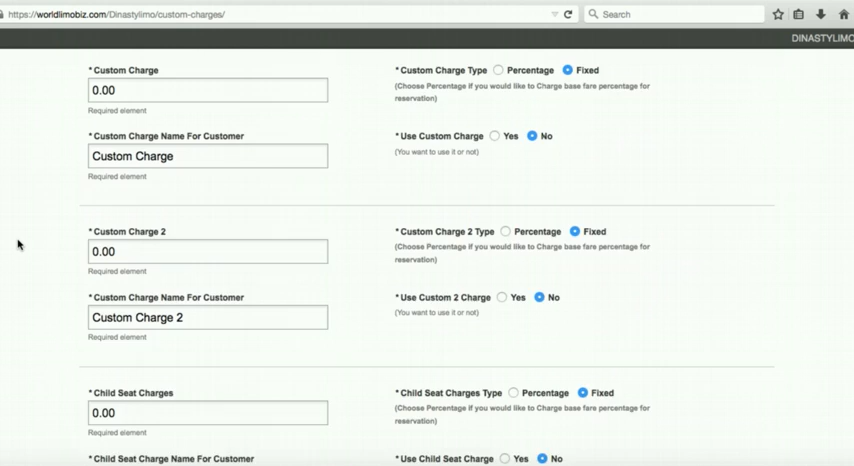 https://worldlimobiz.com/Dinastylimo/custom-charges/
Search
DINASTYLIMO
* Custom Charge
* Custom Charge Type Percentage Fixed
0.00
(Choose Percentage if you would like to Charge base fare percentage for
reservation)
Required element
* Custom Charge Name For Customer
* Use Custom Charge Yes No
Custom Charge
(You want to use it or not)
Required element
* Custom Charge 2
* Custom Charge 2 Type Percentage Fixed
0.00
(Choose Percentage if you would like to Charge base fare percentage for
reservation)
Required element
* Custom Charge Name For Customer
* Use Custom 2 Charge Yes No
Custom Charge 2
(You want to use it or not)
Required element
* Child Seat Charges
* Child Seat Charges Type Percentage Fixed
0.00
(Choose Percentage if you would like to Charge base fare percentage for
reservation)
Required element
* Child Seat Charge Name For Customer
* Use Child Seat Charge Yes No